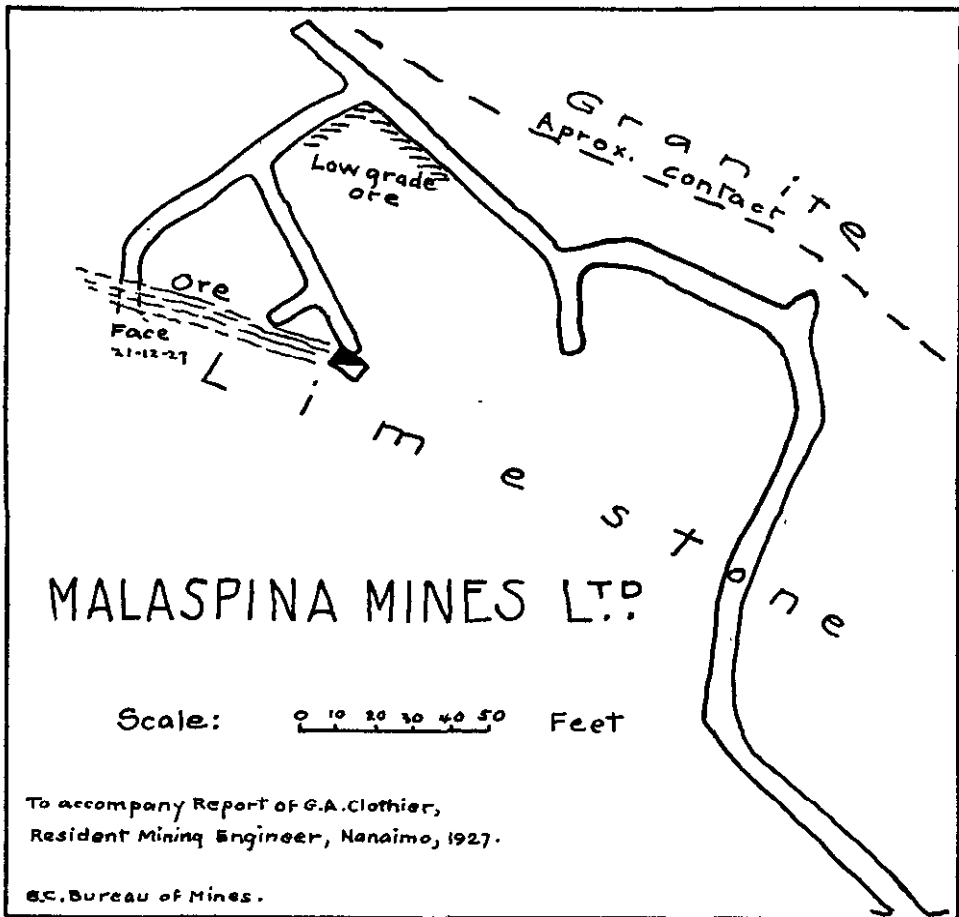 Granite
Aprox. contact
Low grade
ore
Ore
Face
21-12-27
Limestone
MALASPINA MINES LTD.
Scale: 0 10 20 30 40 50 Feet
To accompany Report of G.A.Clothier,
Resident Mining Engineer, Nanaimo, 1927.
B.C. Bureau of Mines.